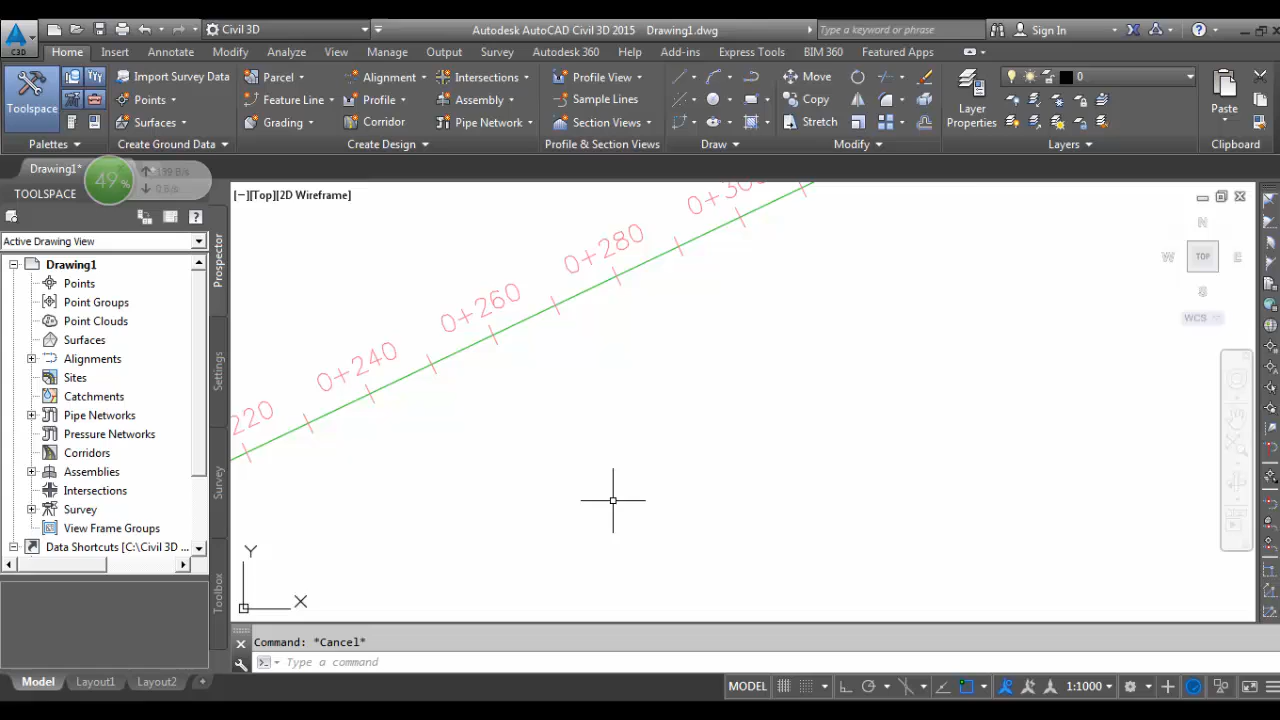 C3D
Civil 3D
Autodesk AutoCAD Civil 3D 2015 Drawing1.dwg
Type a keyword or phrase
Sign In
Home Insert Annotate Modify Analyze View Manage Output Survey Autodesk 360 Help Add-ins Express Tools BIM 360 Featured Apps
Toolspace
Import Survey Data
Points
Surfaces
Parcel
Feature Line
Grading
Alignment
Profile
Corridor
Intersections
Assembly
Pipe Network
Profile View
Sample Lines
Section Views
Move
Copy
Stretch
Layer
Properties
0
Paste
Palettes
Create Ground Data
Create Design
Profile & Section Views
Draw
Modify
Layers
Clipboard
Drawing1*
49%
0 B/s
TOOLSPACE
Active Drawing View
Drawing1
Points
Point Groups
Point Clouds
Surfaces
Alignments
Sites
Catchments
Pipe Networks
Pressure Networks
Corridors
Assemblies
Intersections
Survey
View Frame Groups
Data Shortcuts [C:\Civil 3D ...
Prospector
Settings
Survey
Toolbox
[−][Top][2D Wireframe]
220
0+240
0+260
0+280
N
W
TOP
E
S
WCS
Y
X
Command: *Cancel*
Type a command
Model Layout1 Layout2 +
MODEL
1:1000